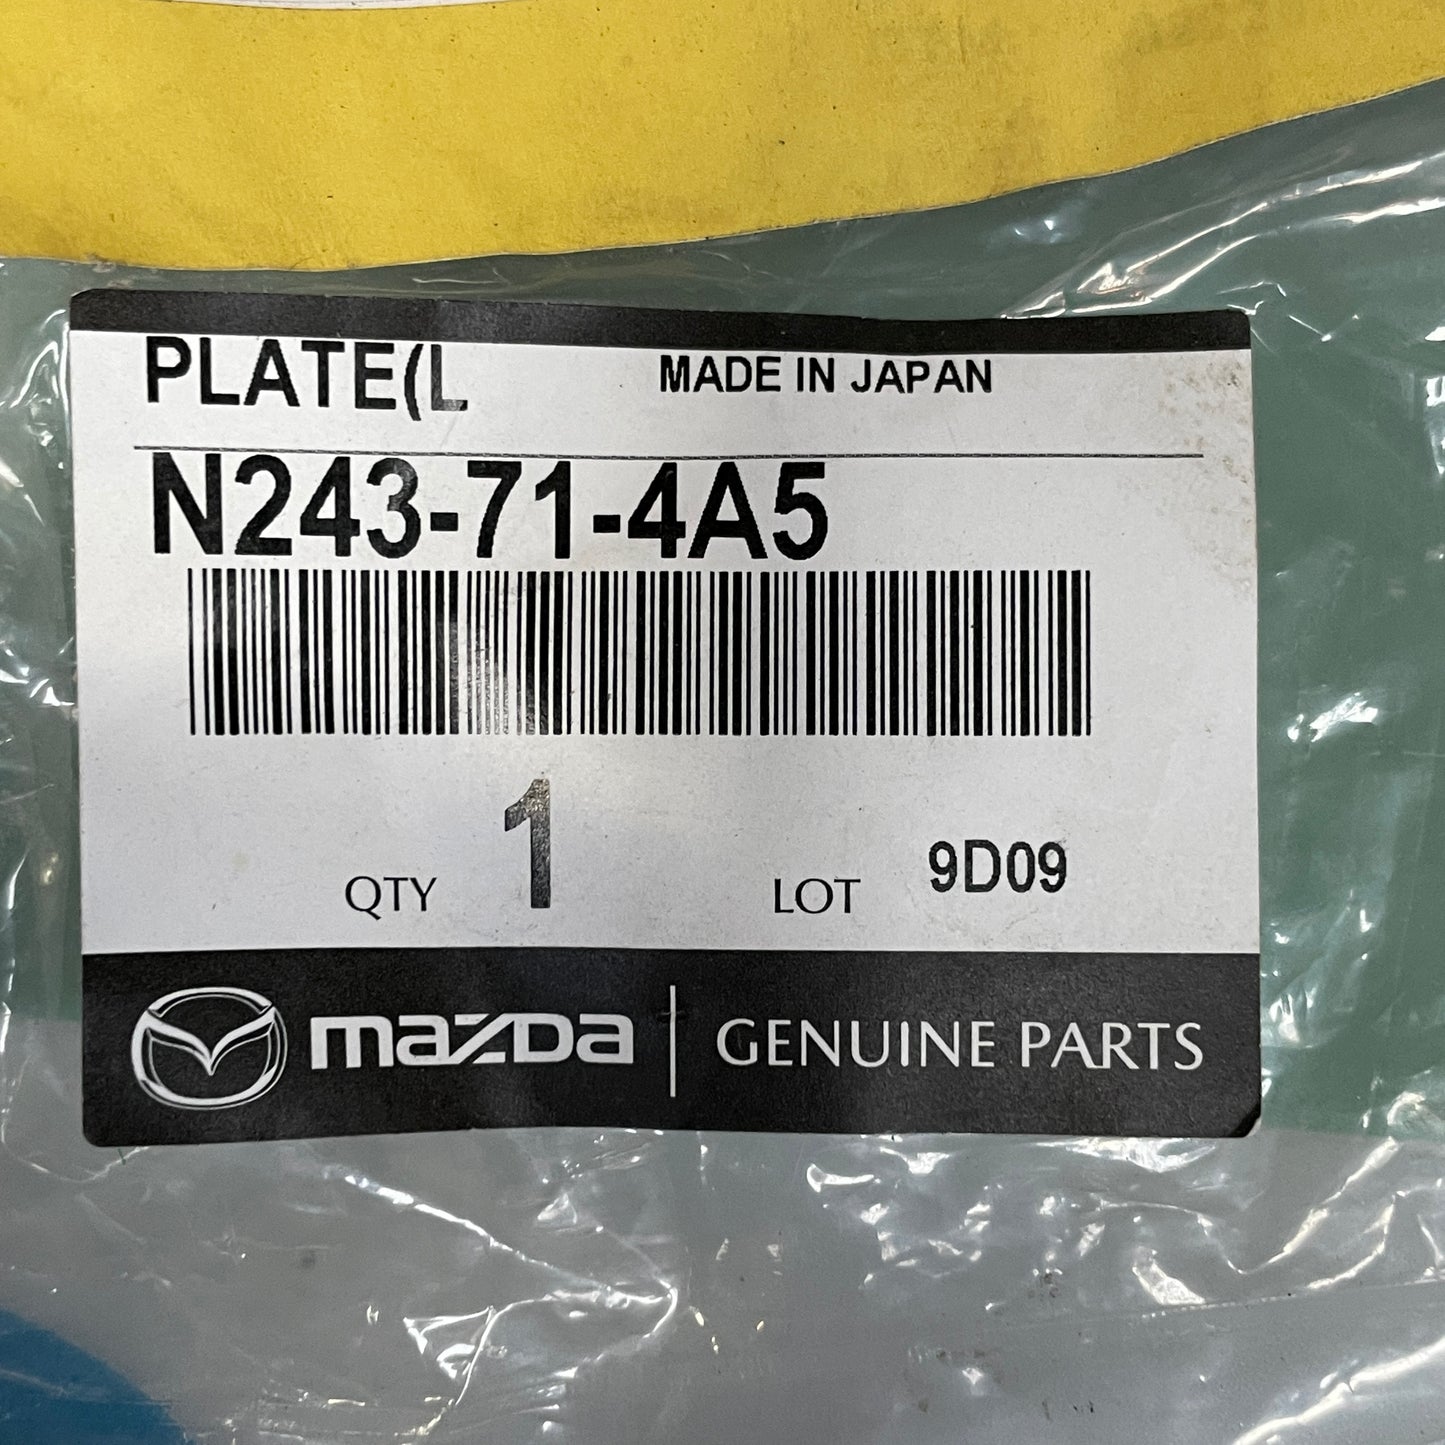 PLATE(L MADE IN JAPAN
N243-71-4A5
QTY 1 LOT 9D09
mazda | GENUINE PARTS